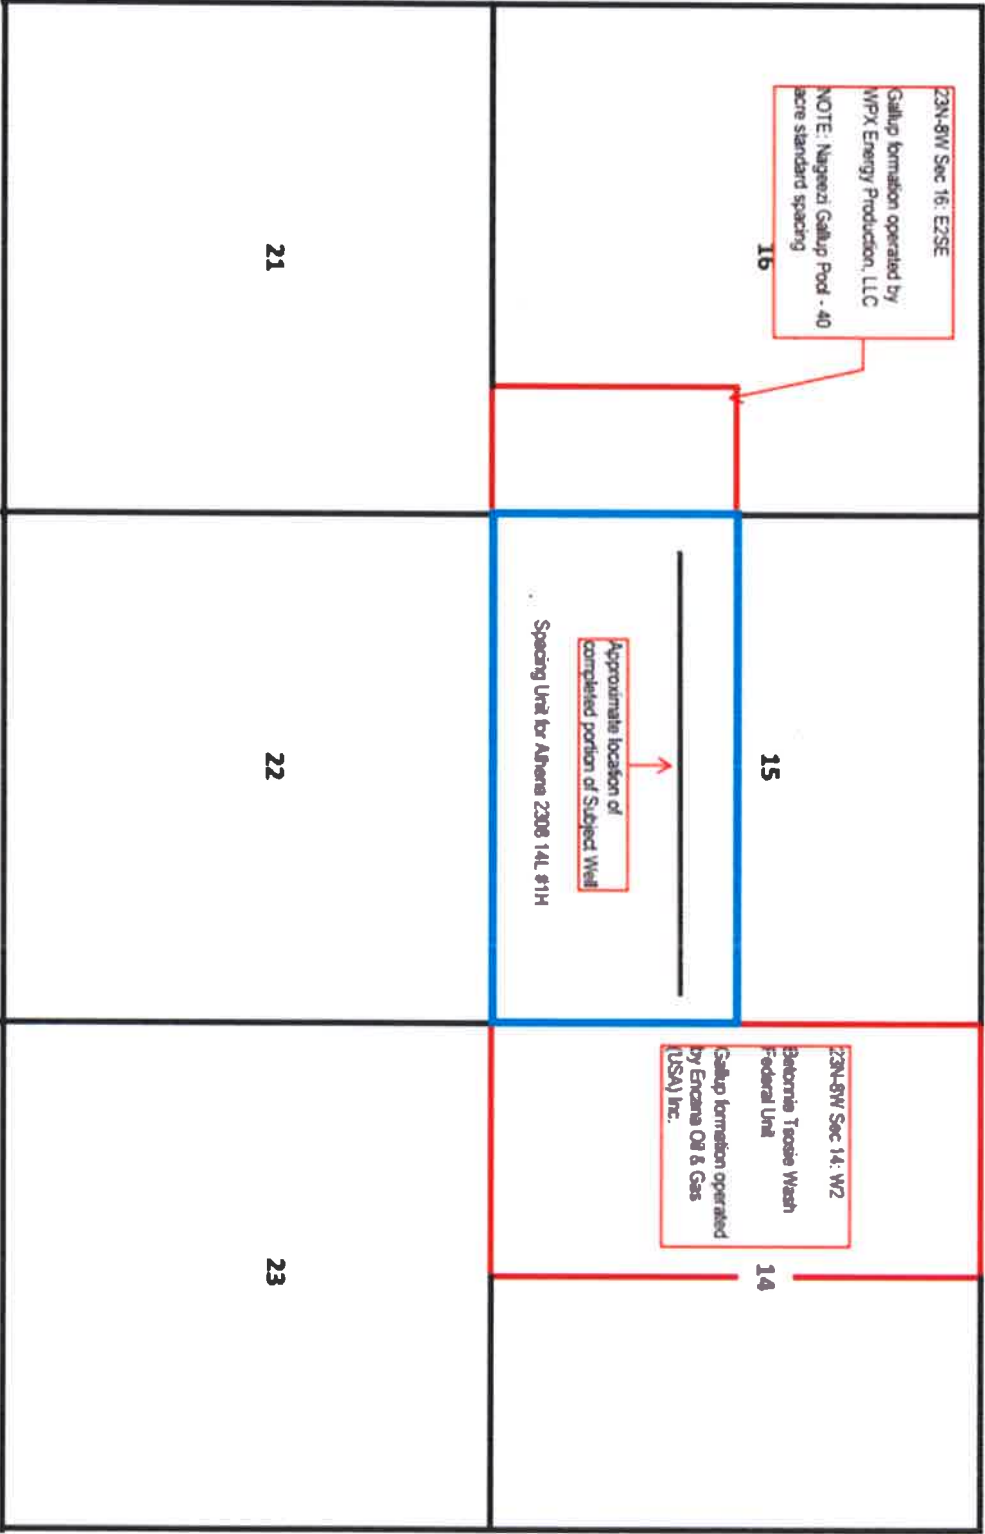 23N-8W Sec 16: E2SE
Gallup formation operated by
WPX Energy Production, LLC
NOTE: Nageezi Gallup Pool - 40
acre standard spacing
16
15
23N-8W Sec 14: W2
Betonnie Tsosie Wash
Federal Unit
Gallup formation operated
by Encana Oil & Gas
(USA) Inc.
14
Approximate location of
completed portion of Subject Well
Spacing Unit for Athena 2308 14L #1H
21
22
23